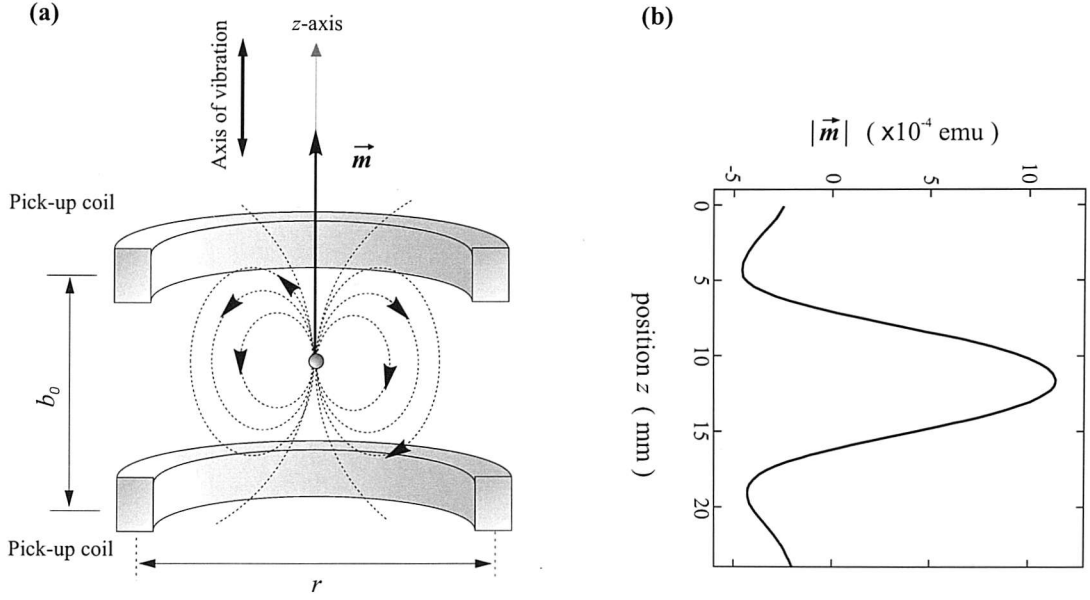 (a)
z-axis
Axis of vibration
m
Pick-up coil
b₀
Pick-up coil
r
(b)
|m| (x10⁻⁴ emu)
-5
0
5
10
0
5
10
15
20
position z (mm)